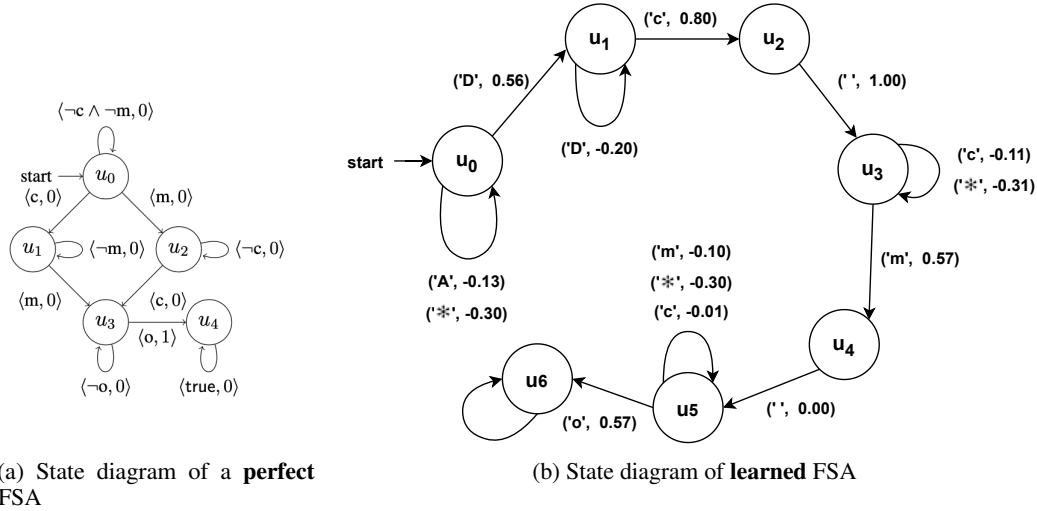 ⟨¬c ∧ ¬m, 0⟩
start
u₀
⟨c, 0⟩
⟨m, 0⟩
u₁
⟨¬m, 0⟩
u₂
⟨¬c, 0⟩
⟨m, 0⟩
⟨c, 0⟩
u₃
u₄
⟨o, 1⟩
⟨¬o, 0⟩
⟨true, 0⟩
(a) State diagram of a perfect
FSA
('c', 0.80)
u₁
u₂
('D', 0.56)
(' ', 1.00)
('D', -0.20)
start
u₀
u₃
('c', -0.11)
('*', -0.31)
('A', -0.13)
('*', -0.30)
('m', -0.10)
('*', -0.30)
('c', -0.01)
('m', 0.57)
u₄
u6
u5
('o', 0.57)
(' ', 0.00)
(b) State diagram of learned FSA